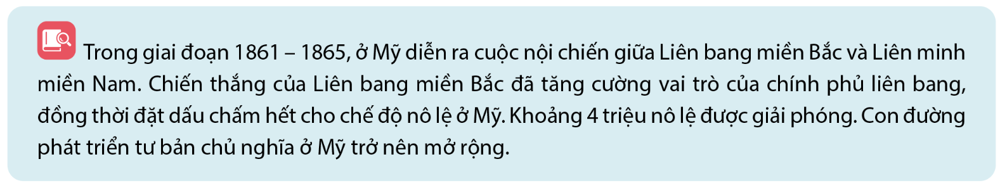 Trong giai đoạn 1861 – 1865, ở Mỹ diễn ra cuộc nội chiến giữa Liên bang miền Bắc và Liên minh
miền Nam. Chiến thắng của Liên bang miền Bắc đã tăng cường vai trò của chính phủ liên bang,
đồng thời đặt dấu chấm hết cho chế độ nô lệ ở Mỹ. Khoảng 4 triệu nô lệ được giải phóng. Con đường
phát triển tư bản chủ nghĩa ở Mỹ trở nên mở rộng.